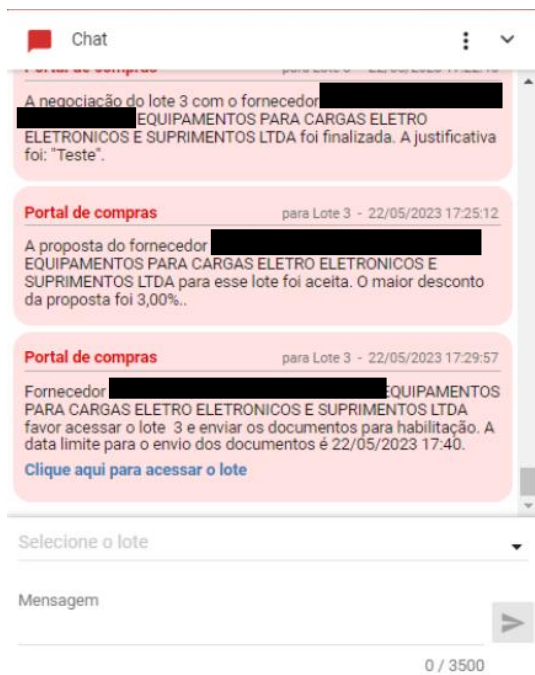 Chat
A negociação do lote 3 com o fornecedor
EQUIPAMENTOS PARA CARGAS ELETRO
ELETRONICOS E SUPRIMENTOS LTDA foi finalizada. A justificativa
foi: "Teste".
Portal de compras para Lote 3 - 22/05/2023 17:25:12
A proposta do fornecedor
EQUIPAMENTOS PARA CARGAS ELETRO ELETRONICOS E
SUPRIMENTOS LTDA para esse lote foi aceita. O maior desconto
da proposta foi 3,00%..
Portal de compras para Lote 3 - 22/05/2023 17:29:57
Fornecedor EQUIPAMENTOS
PARA CARGAS ELETRO ELETRONICOS E SUPRIMENTOS LTDA
favor acessar o lote 3 e enviar os documentos para habilitação. A
data limite para o envio dos documentos é 22/05/2023 17:40.
Clique aqui para acessar o lote
Selecione o lote
Mensagem
0 / 3500